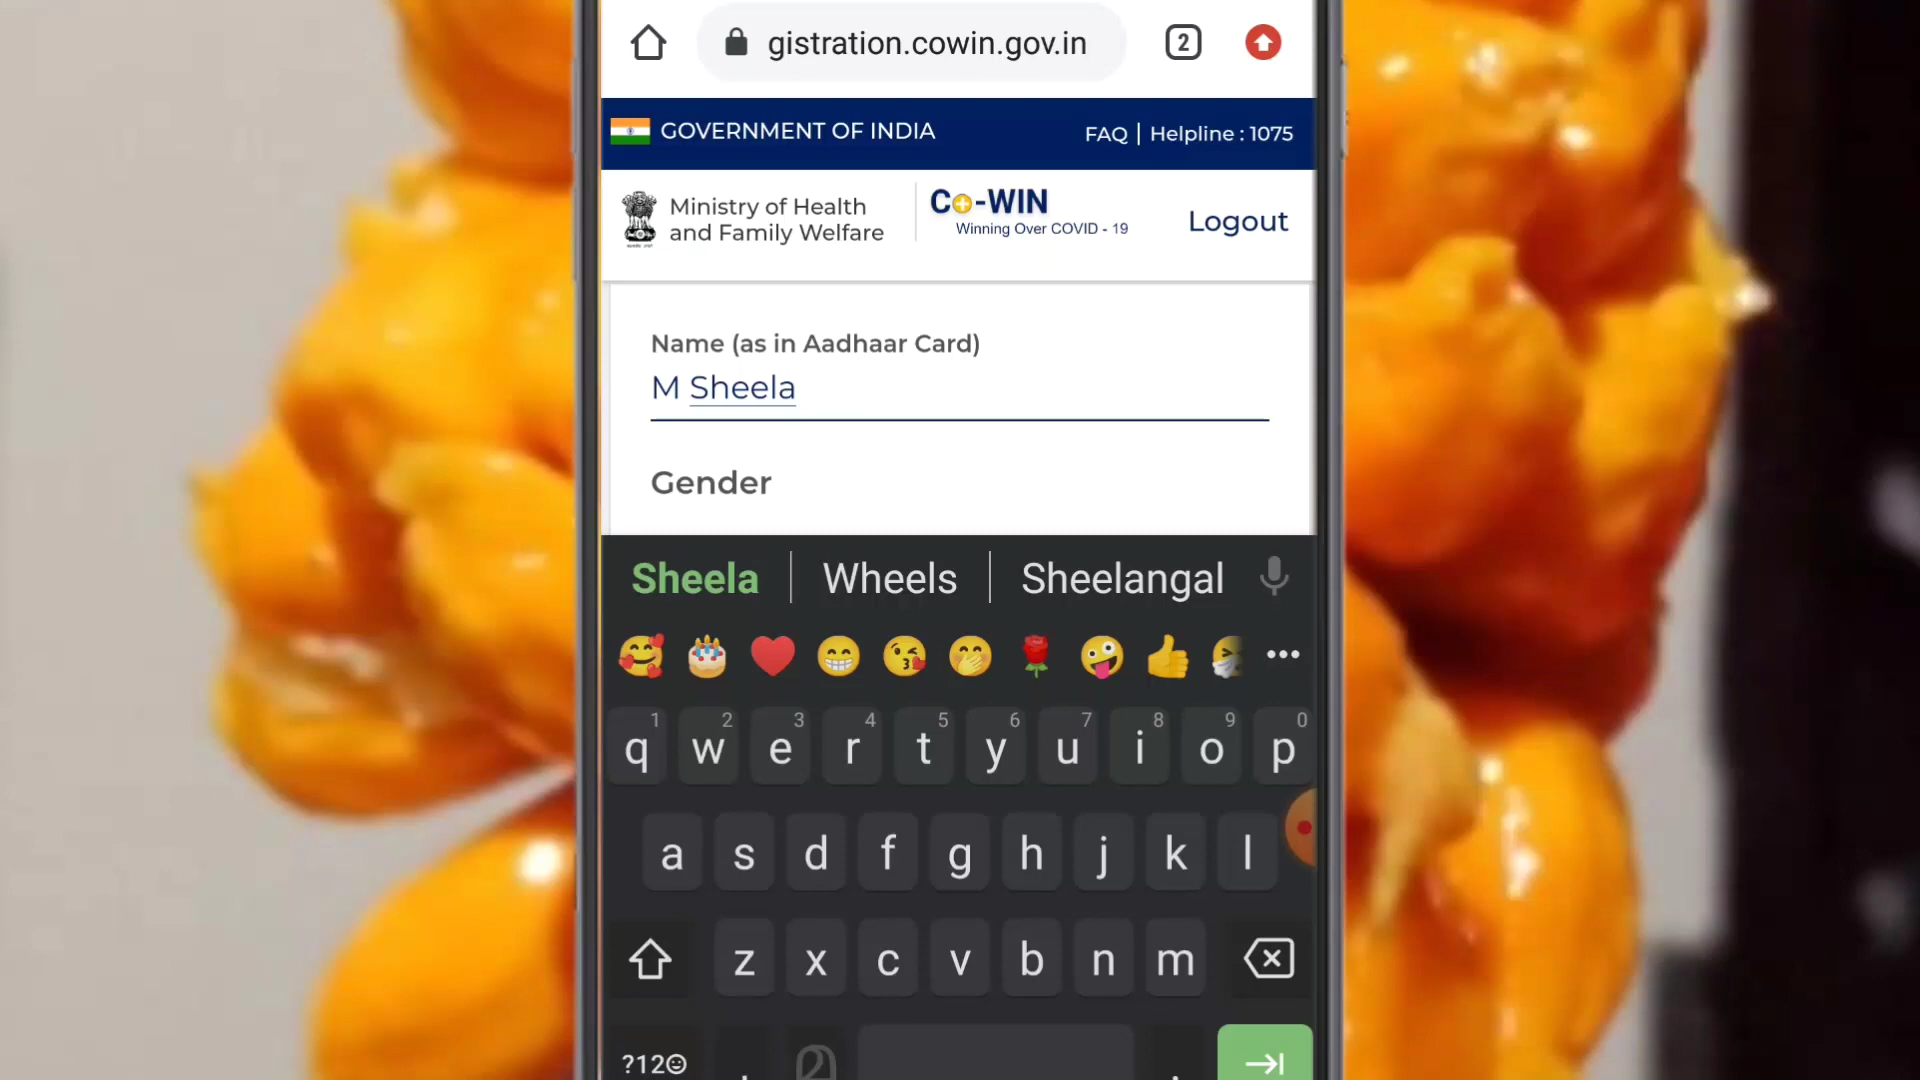 gistration.cowin.gov.in 2
GOVERNMENT OF INDIA FAQ | Helpline : 1075
Ministry of Health
and Family Welfare
Co-WIN
Winning Over COVID - 19
Logout
Name (as in Aadhaar Card)
M Sheela
Gender
Sheela Wheels Sheelangal
1 2 3 4 5 6 7 8 9 0
q w e r t y u i o p
a s d f g h j k l
z x c v b n m
?12☺ , .